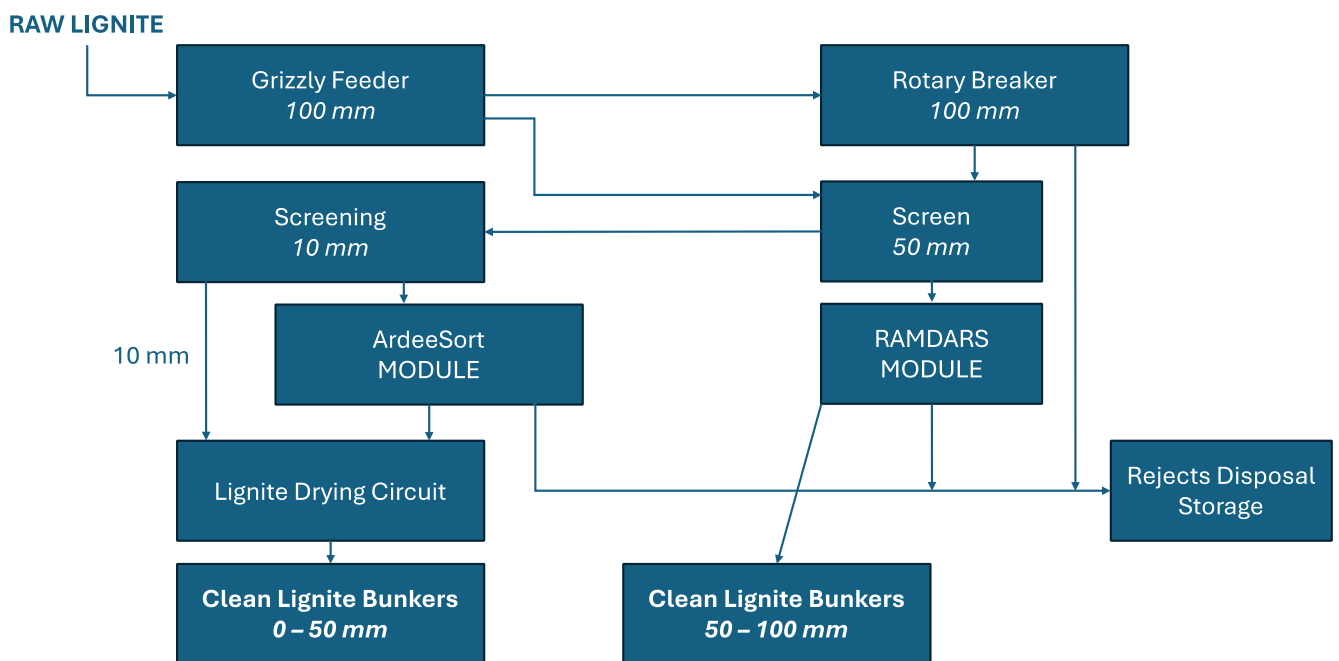 RAW LIGNITE
Grizzly Feeder
100 mm
Rotary Breaker
100 mm
Screening
10 mm
Screen
50 mm
10 mm
ArdeeSort
MODULE
RAMDARS
MODULE
Lignite Drying Circuit
Rejects Disposal
Storage
Clean Lignite Bunkers
0 – 50 mm
Clean Lignite Bunkers
50 – 100 mm